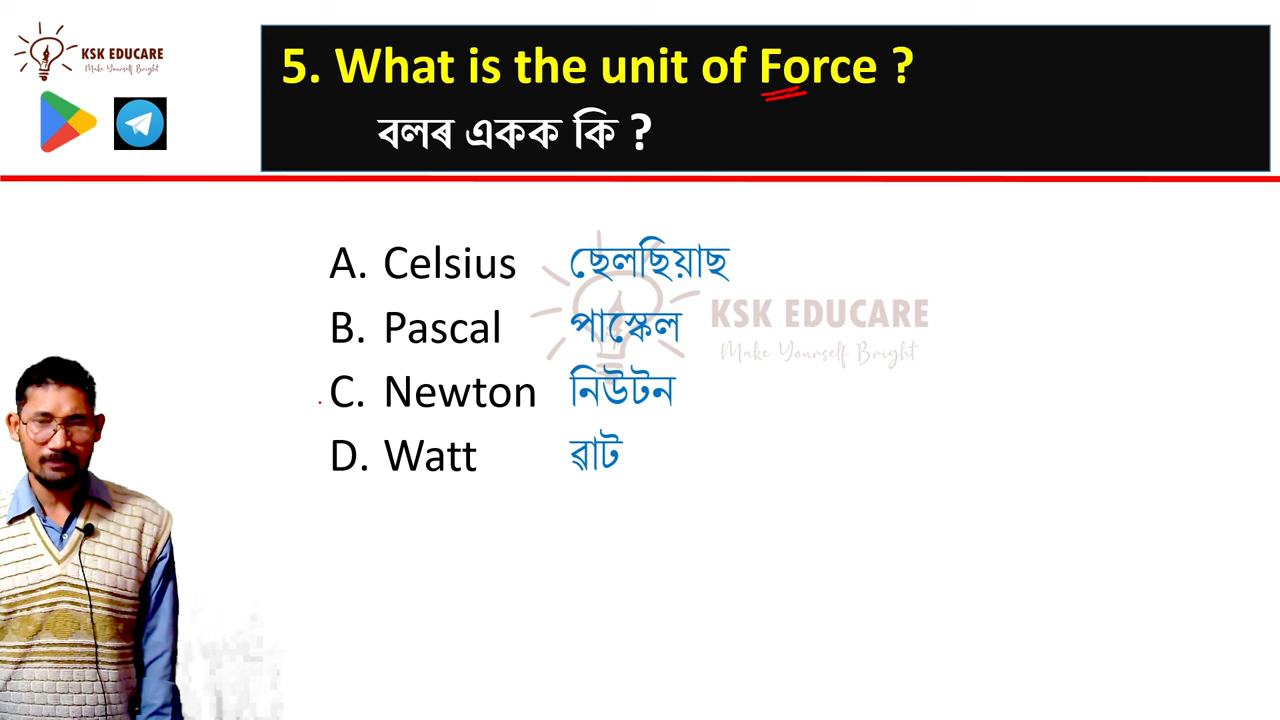 KSK EDUCARE
Make Yourself Bright
5. What is the unit of Force ?
বলৰ একক কি ?
A. Celsius ছেলছিয়াছ
B. Pascal পাস্কেল
C. Newton নিউটন
D. Watt ৱাট
KSK EDUCARE
Make Yourself Bright